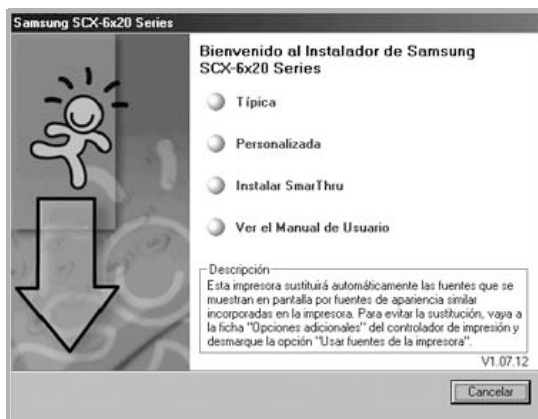 Samsung SCX-6x20 Series
Bienvenido al Instalador de Samsung
SCX-6x20 Series
Típica
Personalizada
Instalar SmarThru
Ver el Manual de Usuario
Descripción
Esta impresora sustituirá automáticamente las fuentes que se
muestran en pantalla por fuentes de apariencia similar
incorporadas en la impresora. Para evitar la sustitución, vaya a
la ficha "Opciones adicionales" del controlador de impresión y
desmarque la opción "Usar fuentes de la impresora".
V1.07.12
Cancelar